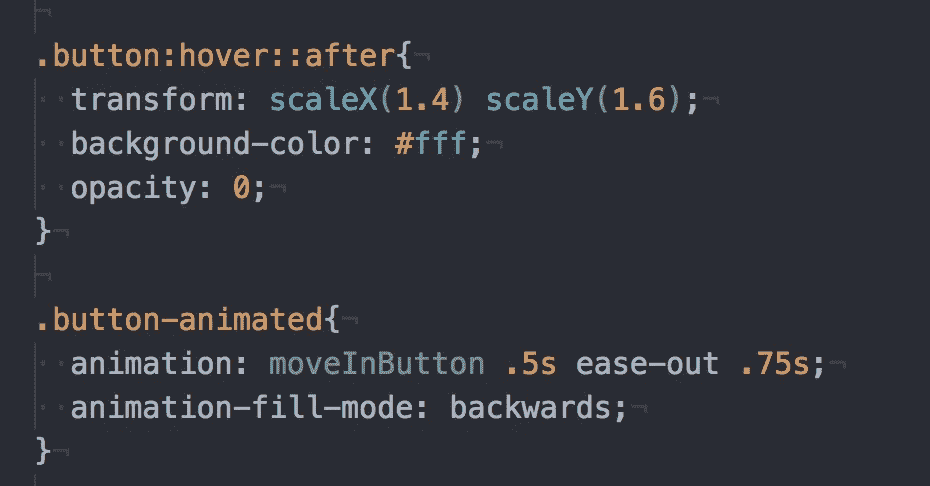 .button:hover::after{
transform: scaleX(1.4) scaleY(1.6);
background-color: #fff;
opacity: 0;
}
.button-animated{
animation: moveInButton .5s ease-out .75s;
animation-fill-mode: backwards;
}